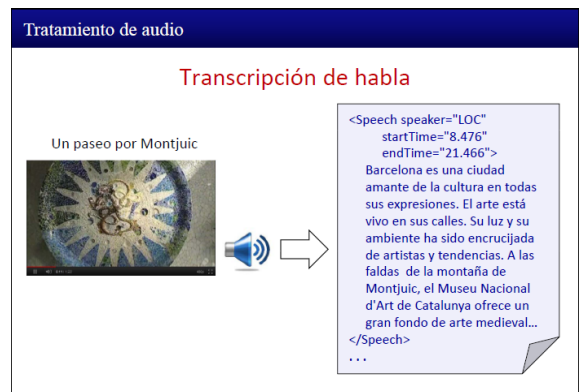 Tratamiento de audio
Transcripción de habla
Un paseo por Montjuic
<Speech speaker="LOC"
startTime="8.476"
endTime="21.466">
Barcelona es una ciudad
amante de la cultura en todas
sus expresiones. El arte está
vivo en sus calles. Su luz y su
ambiente ha sido encrucijada
de artistas y tendencias. A las
faldas de la montaña de
Montjuic, el Museu Nacional
d'Art de Catalunya ofrece un
gran fondo de arte medieval...
</Speech>
. . .